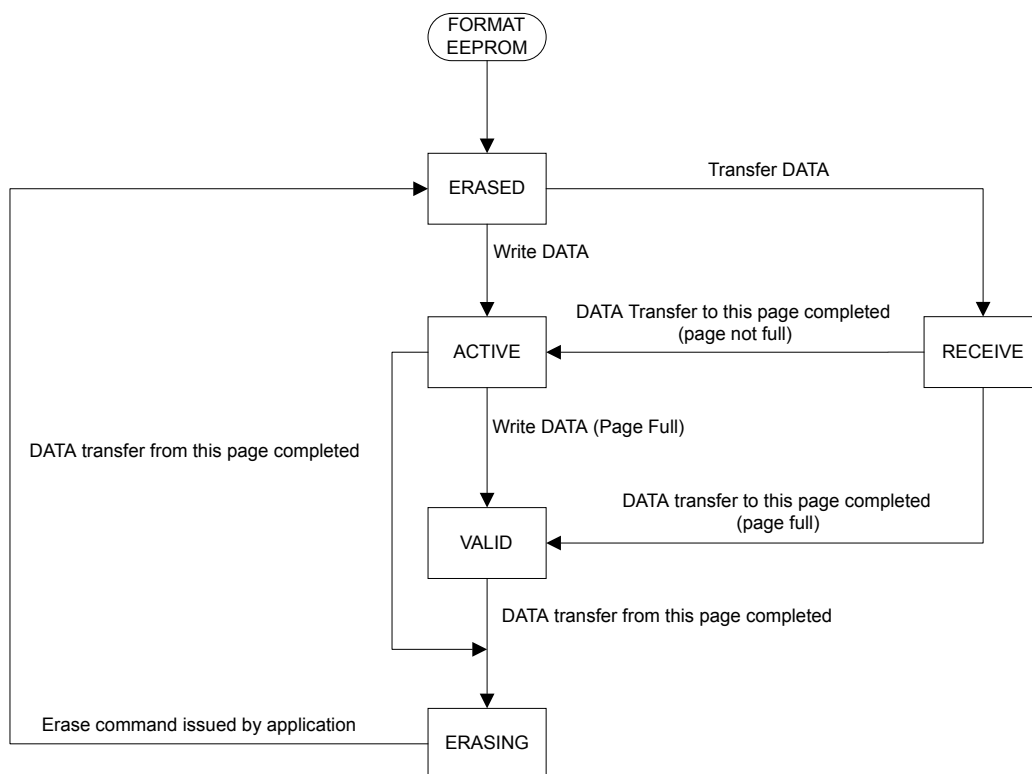 FORMAT
EEPROM
ERASED
Transfer DATA
Write DATA
DATA Transfer to this page completed
(page not full)
ACTIVE
RECEIVE
Write DATA (Page Full)
DATA transfer from this page completed
DATA transfer to this page completed
(page full)
VALID
DATA transfer from this page completed
Erase command issued by application
ERASING